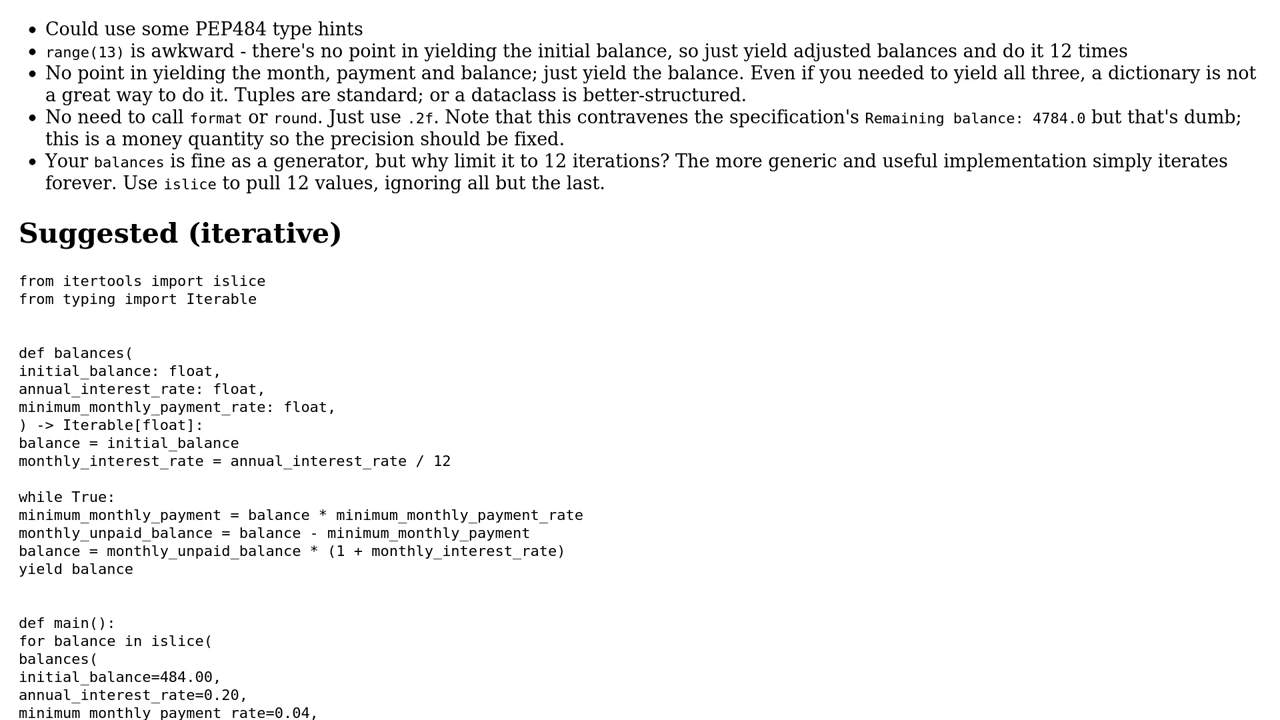 Could use some PEP484 type hints
range(13) is awkward - there's no point in yielding the initial balance, so just yield adjusted balances and do it 12 times
No point in yielding the month, payment and balance; just yield the balance. Even if you needed to yield all three, a dictionary is not
a great way to do it. Tuples are standard; or a dataclass is better-structured.
No need to call format or round. Just use .2f. Note that this contravenes the specification's Remaining balance: 4784.0 but that's dumb;
this is a money quantity so the precision should be fixed.
Your balances is fine as a generator, but why limit it to 12 iterations? The more generic and useful implementation simply iterates
forever. Use islice to pull 12 values, ignoring all but the last.
Suggested (iterative)
from itertools import islice
from typing import Iterable
def balances(
initial_balance: float,
annual_interest_rate: float,
minimum_monthly_payment_rate: float,
) -> Iterable[float]:
balance = initial_balance
monthly_interest_rate = annual_interest_rate / 12
while True:
minimum_monthly_payment = balance * minimum_monthly_payment_rate
monthly_unpaid_balance = balance - minimum_monthly_payment
balance = monthly_unpaid_balance * (1 + monthly_interest_rate)
yield balance
def main():
for balance in islice(
balances(
initial_balance=484.00,
annual_interest_rate=0.20,
minimum_monthly_payment_rate=0.04,